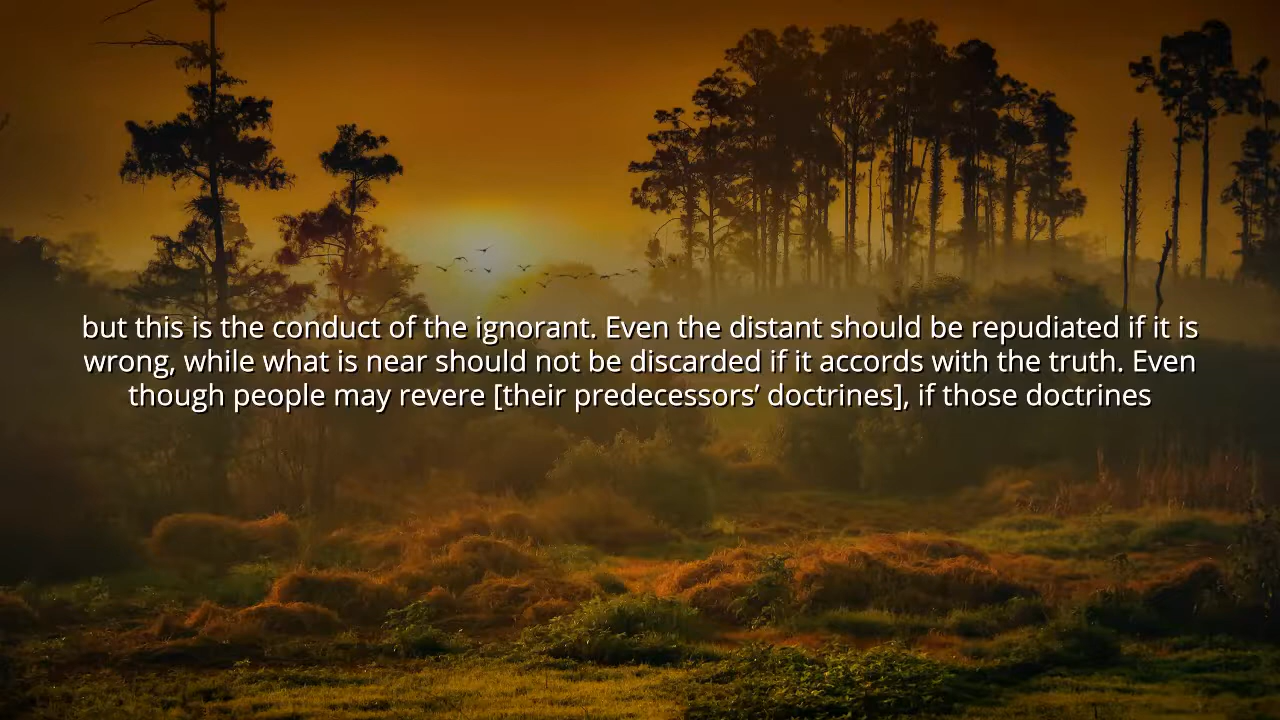 but this is the conduct of the ignorant. Even the distant should be repudiated if it is
wrong, while what is near should not be discarded if it accords with the truth. Even
though people may revere [their predecessors’ doctrines], if those doctrines